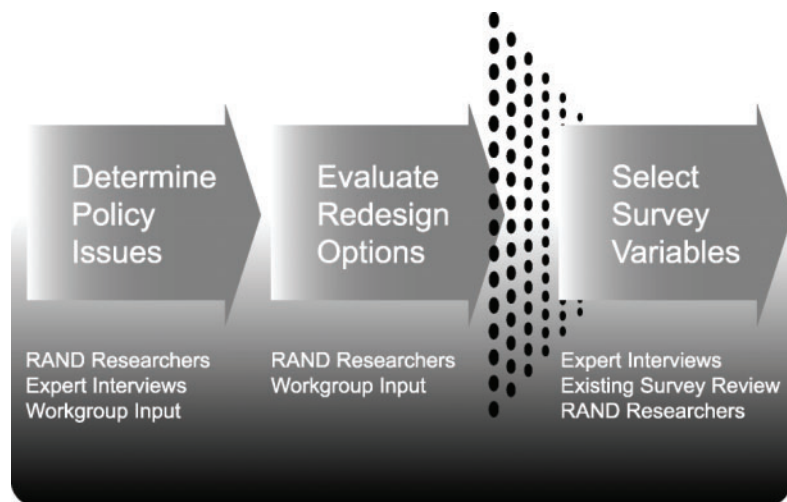 Determine
Policy
Issues
Evaluate
Redesign
Options
Select
Survey
Variables
RAND Researchers
Expert Interviews
Workgroup Input
RAND Researchers
Workgroup Input
Expert Interviews
Existing Survey Review
RAND Researchers